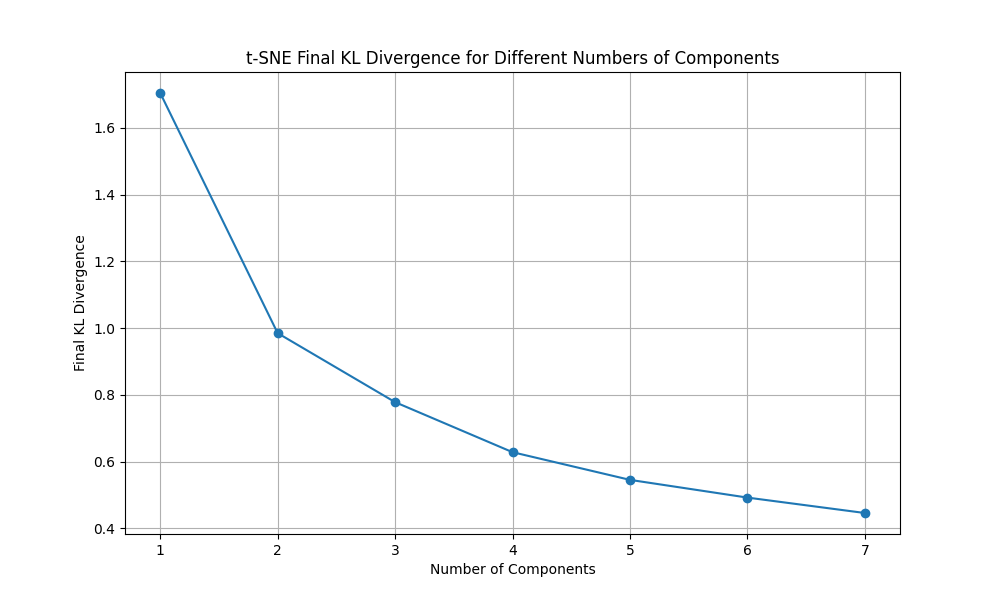 t-SNE Final KL Divergence for Different Numbers of Components
Final KL Divergence
1.6
1.4
1.2
1.0
0.8
0.6
0.4
1 2 3 4 5 6 7
Number of Components